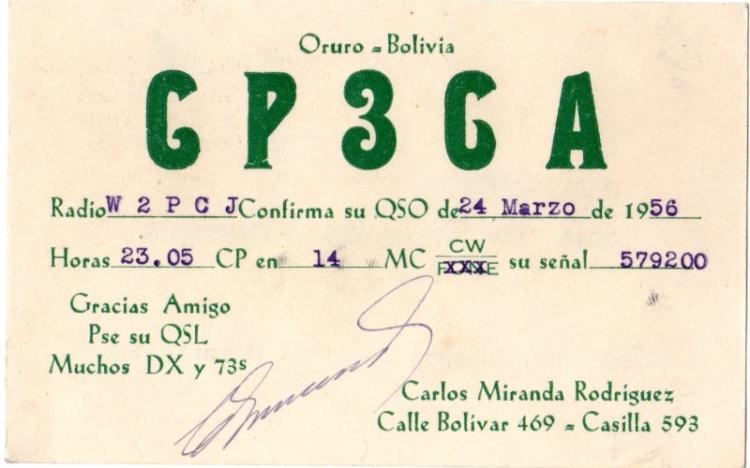 Oruro = Bolivia
CP3CA
Radio W 2 P C J Confirma su QSO de 24 Marzo de 1956
Horas 23.05 CP en 14 MC CW su señal 579200
Gracias Amigo
Pse su QSL
Muchos DX y 73s
Carlos Miranda Rodríguez
Calle Bolívar 469 = Casilla 593